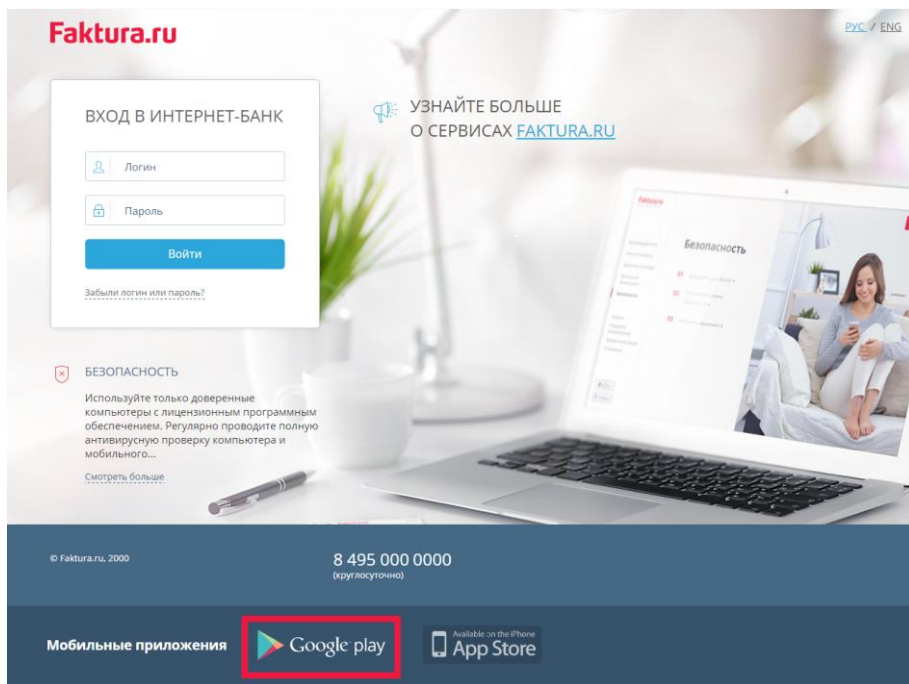 Faktura.ru
РУС / ENG
ВХОД В ИНТЕРНЕТ-БАНК
Логин
Пароль
Войти
Забыли логин или пароль?
УЗНАЙТЕ БОЛЬШЕ
О СЕРВИСАХ FAKTURA.RU
Faktura.ru
Безопасность
БЕЗОПАСНОСТЬ
Используйте только доверенные
компьютеры с лицензионным программным
обеспечением. Регулярно проводите полную
антивирусную проверку компьютера и
мобильного...
Смотреть больше
© Faktura.ru, 2000
8 495 000 0000
(круглосуточно)
Мобильные приложения
Google play
Available on the iPhone
App Store